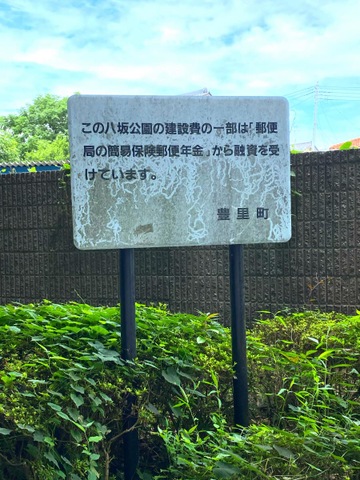 この八坂公園の建設費の一部は「郵便
局の簡易保険郵便年金」から融資を受
けています。
豊里町